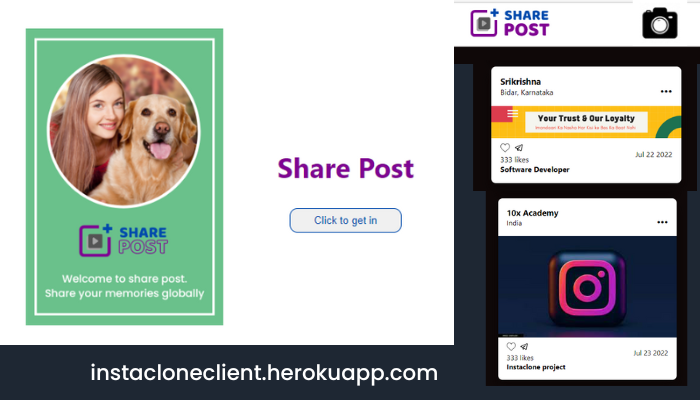 SHARE
POST
Welcome to share post.
Share your memories globally
Share Post
Click to get in
instacloneclient.herokuapp.com
SHARE
POST
Srikrishna
Bidar, Karnataka
Your Trust & Our Loyalty
333 likes
Jul 22 2022
Software Developer
10x Academy
India
333 likes
Jul 23 2022
Instaclone project